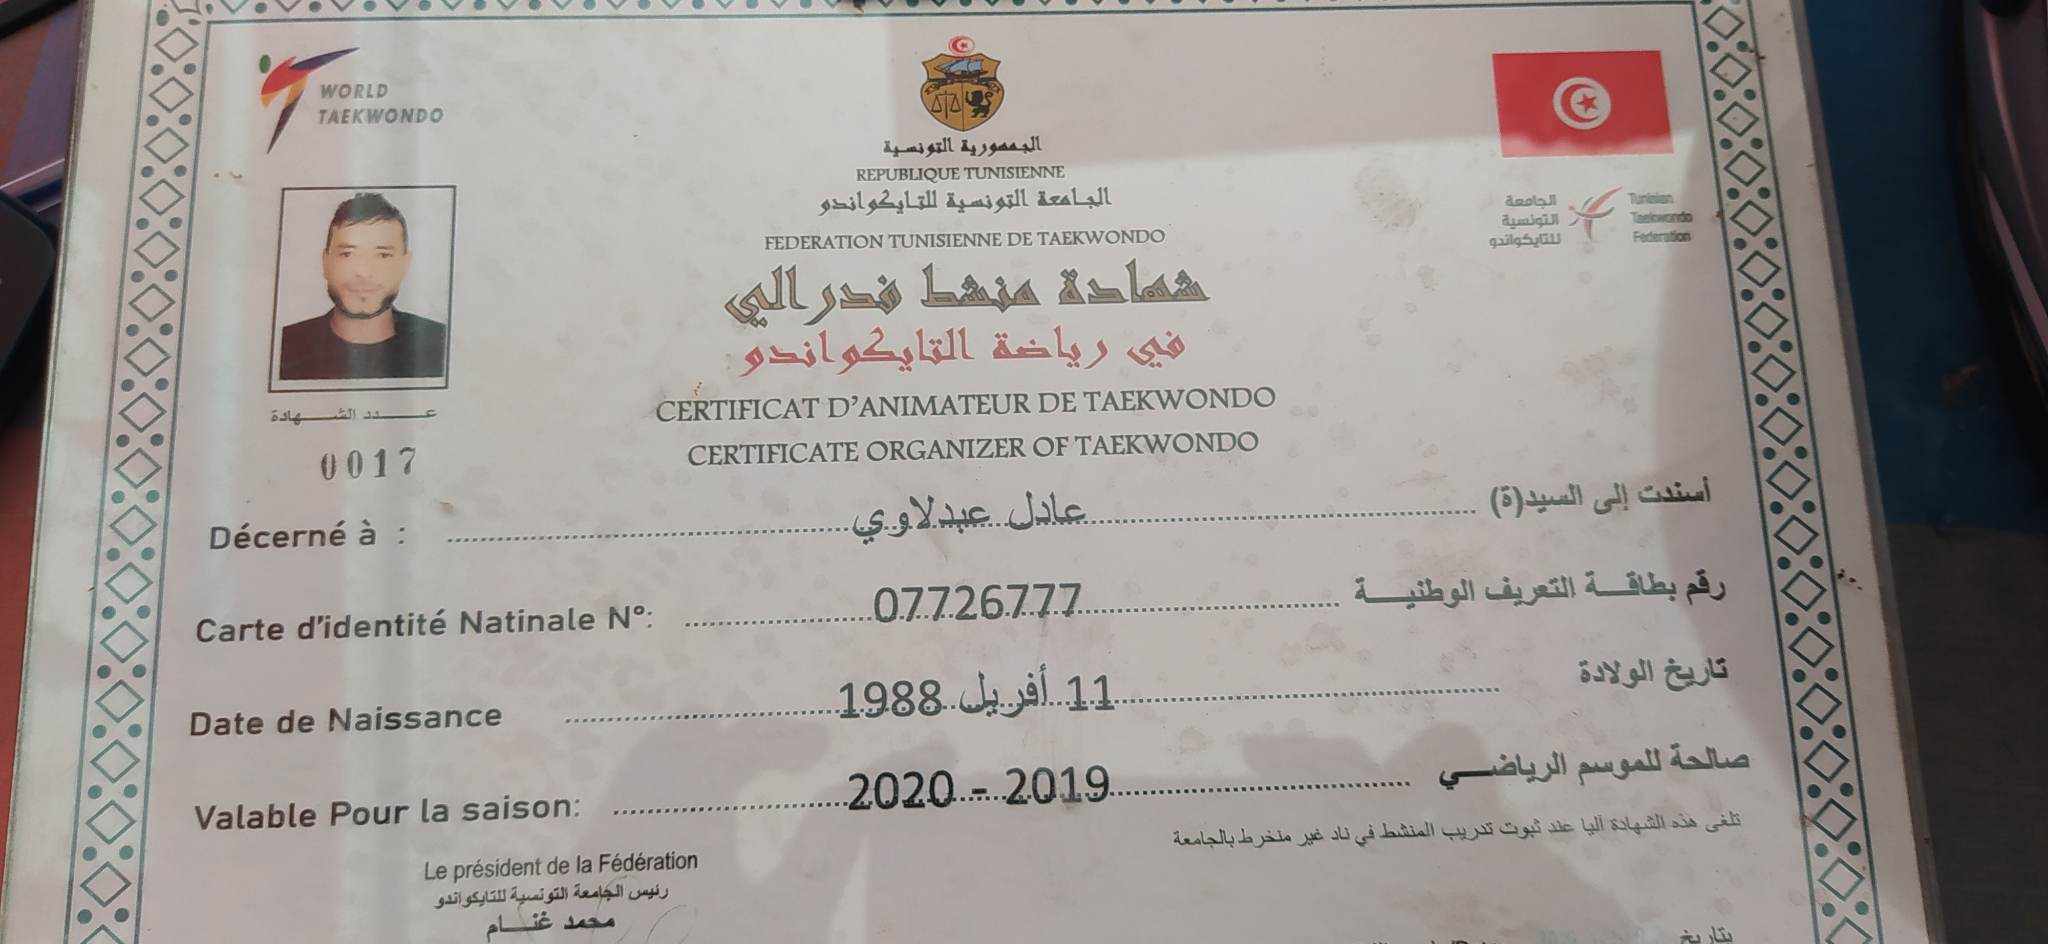 WORLD
TAEKWONDO
الجمهورية التونسية
REPUBLIQUE TUNISIENNE
الجامعة التونسية للتايكواندو
FEDERATION TUNISIENNE DE TAEKWONDO
الجامعة
التونسية
للتايكواندو
Tunisian
Taekwondo
Federation
شهادة منشط فدرالي
في رياضة التايكواندو
CERTIFICAT D'ANIMATEUR DE TAEKWONDO
CERTIFICATE ORGANIZER OF TAEKWONDO
عدد الشهادة
0017
Décerné à : عادل عبدلاوي أسندت إلى السيد(ة)
Carte d'identité Natinale N°: 07726777 رقم بطاقة التعريف الوطنية
Date de Naissance 11 أفريل 1988 تاريخ الولادة
Valable Pour la saison: 2020 - 2019 صالحة للموسم الرياضي
تلغى هذه الشهادة آليا عند ثبوت تدريب المنشط في ناد غير منخرط بالجامعة
Le président de la Fédération
رئيس الجامعة التونسية للتايكواندو
محمد غنام
بتاريخ